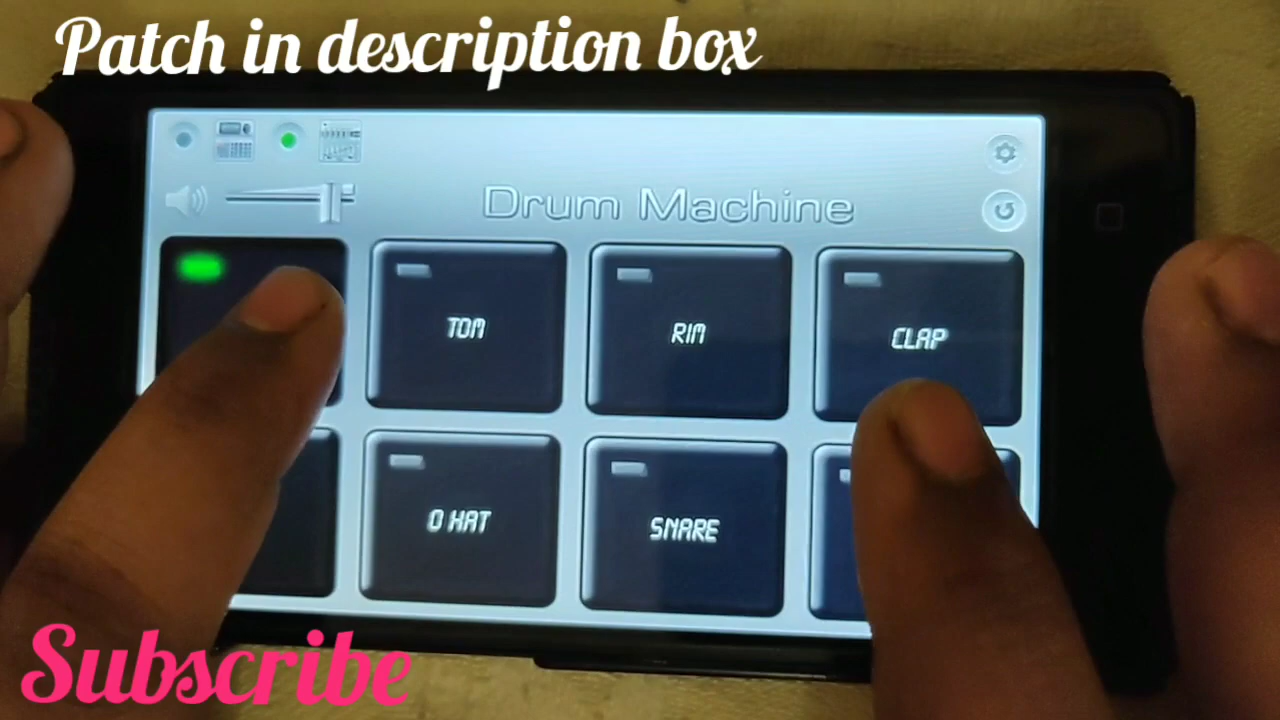 Patch in description box
Drum Machine
TOM
RIM
CLAP
O HAT
SNARE
Subscribe